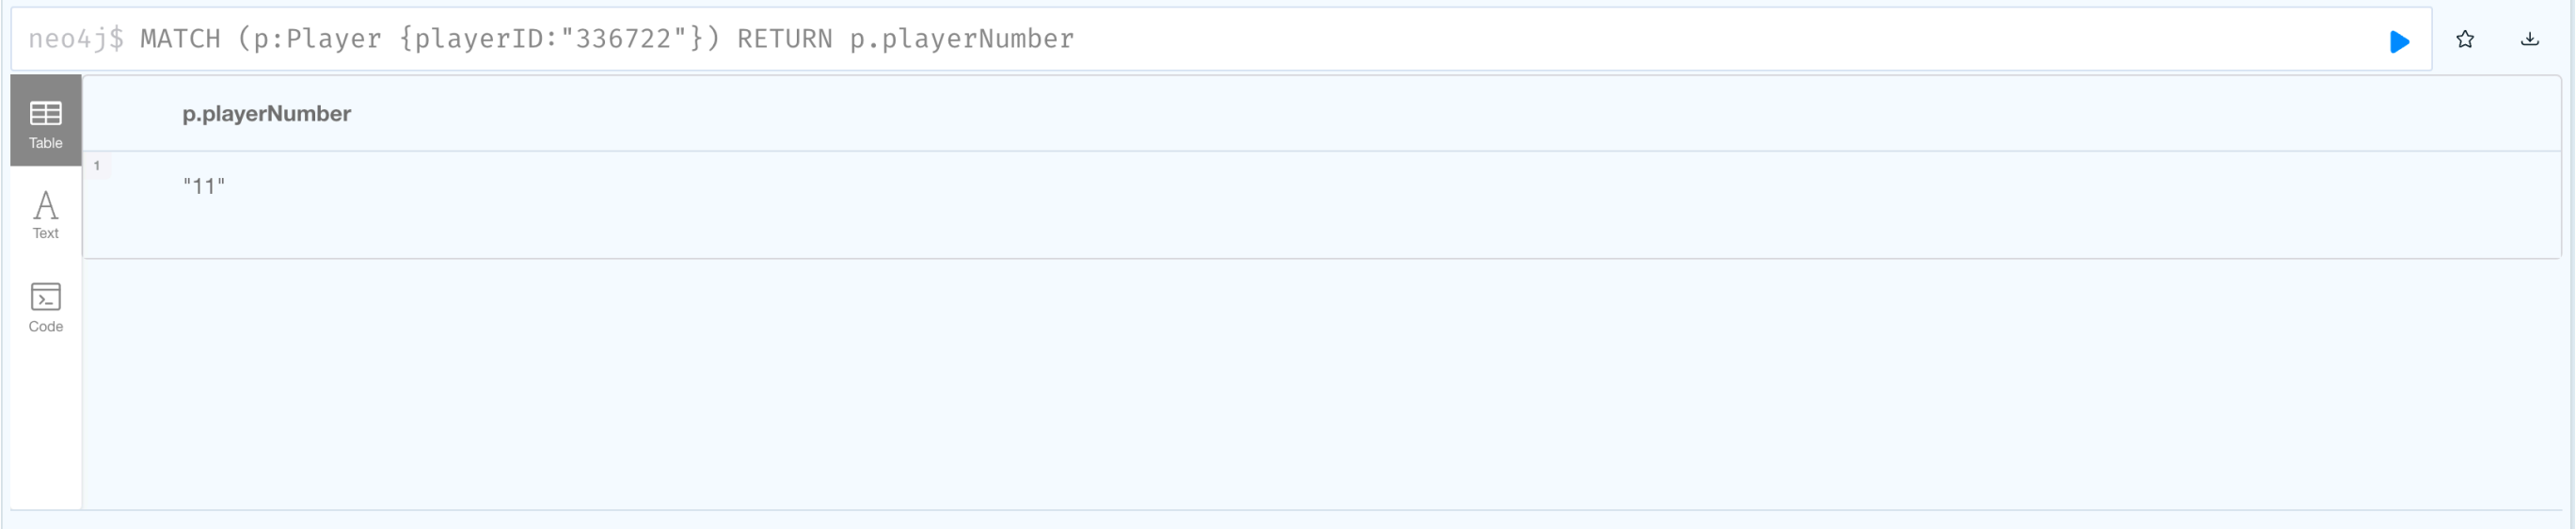 neo4j$ MATCH (p:Player {playerID:"336722"}) RETURN p.playerNumber
Table
p.playerNumber
1
"11"
Text
Code